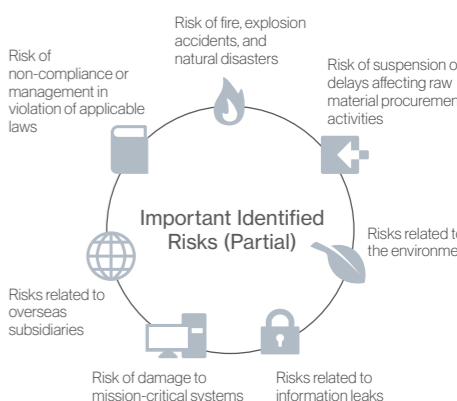 Risk of fire, explosion
accidents, and
natural disasters
Risk of
non-compliance or
management in
violation of applicable
laws
Risk of suspension o
delays affecting raw
material procurement
activities
Important Identified
Risks (Partial)
Risks related to
the environme
Risks related to
overseas
subsidiaries
Risk of damage to
mission-critical systems
Risks related to
information leaks